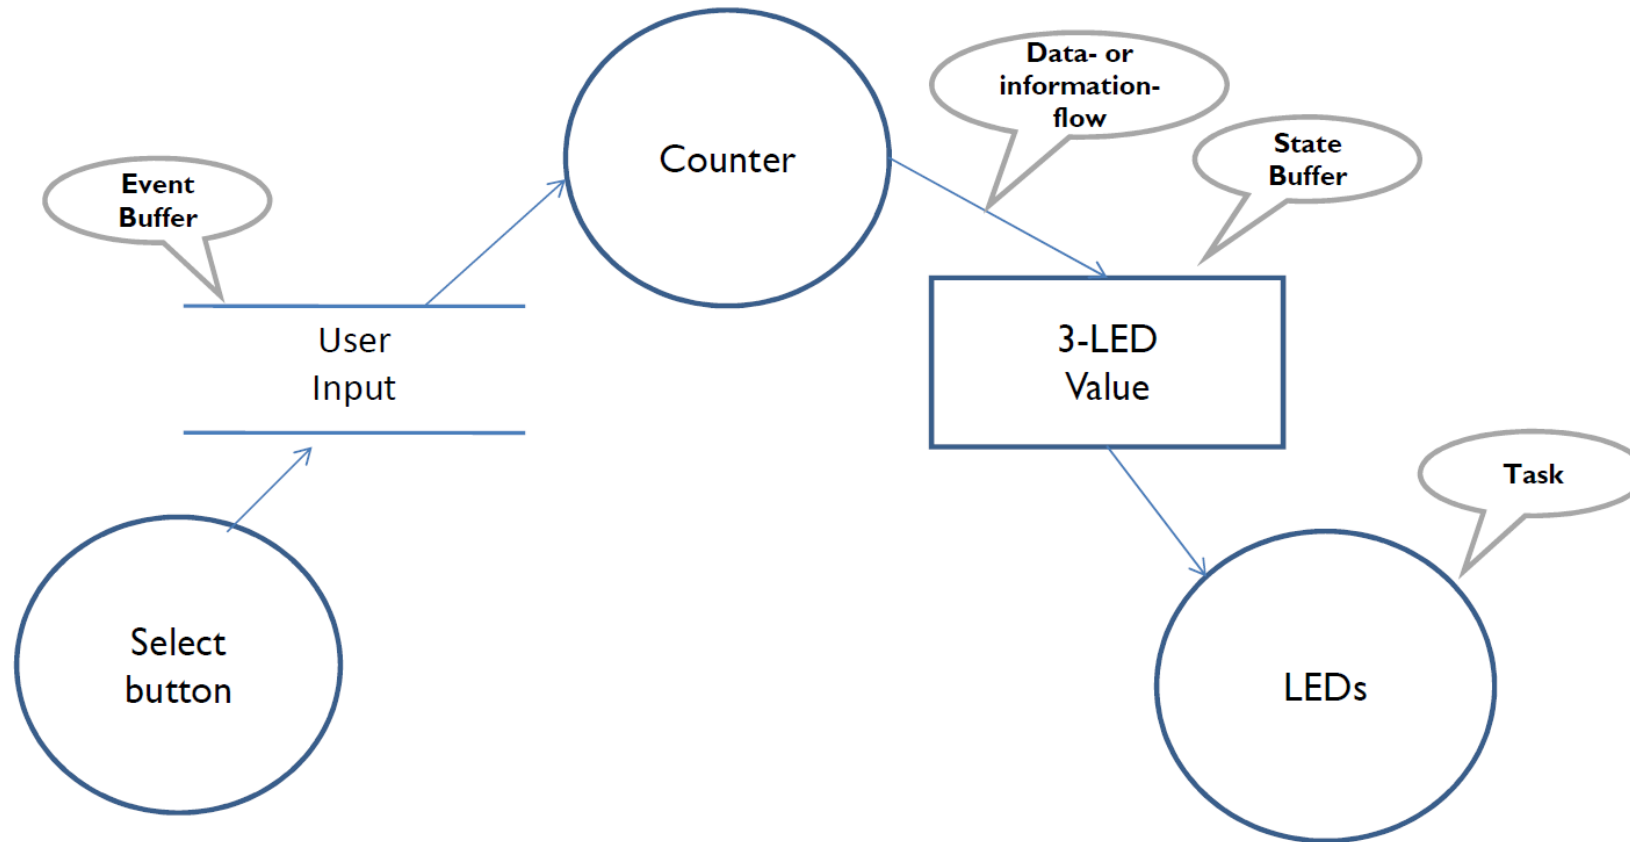 Data- or
information-
flow
Counter
State
Buffer
Event
Buffer
User
Input
3-LED
Value
Task
Select
button
LEDs